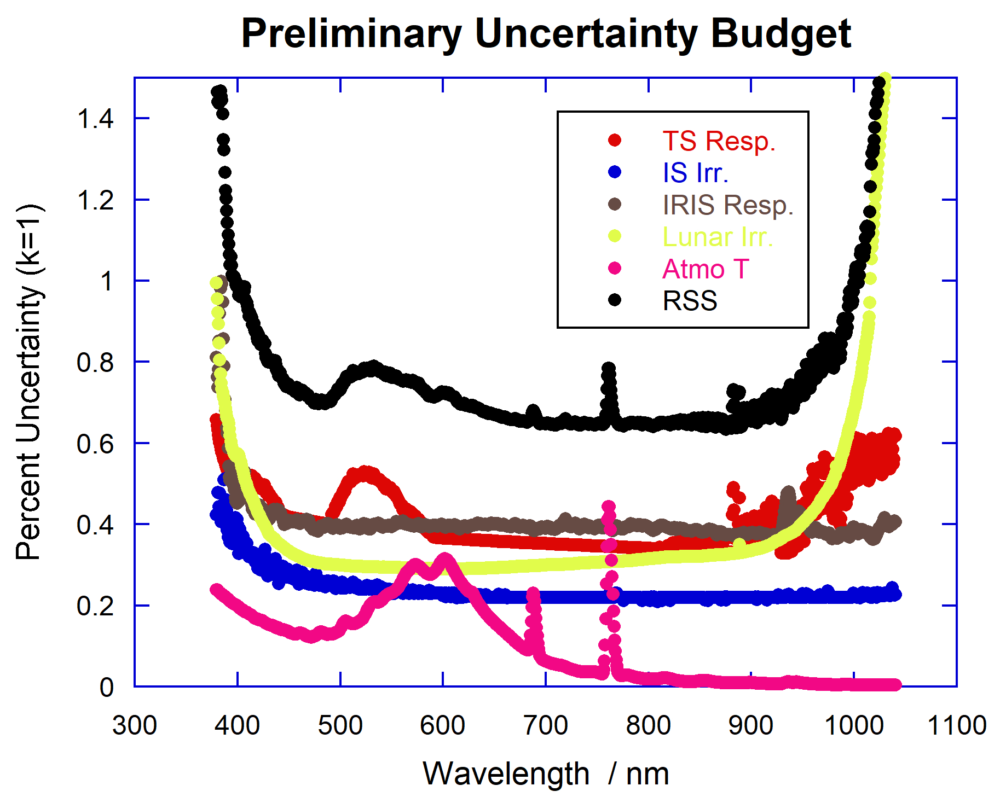 Preliminary Uncertainty Budget
Percent Uncertainty (k=1)
1.4
1.2
1
0.8
0.6
0.4
0.2
0
TS Resp.
IS Irr.
IRIS Resp.
Lunar Irr.
Atmo T
RSS
300 400 500 600 700 800 900 1000 1100
Wavelength / nm